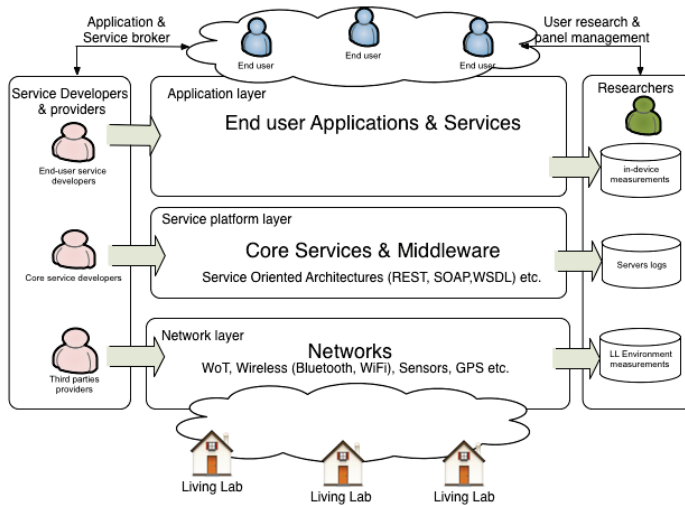 Application &
Service broker
End user
End user
End user
User research &
panel management
Service Developers
& providers
End-user service
developers
Core service developers
Third parties
providers
Application layer
End user Applications & Services
Service platform layer
Core Services & Middleware
Service Oriented Architectures (REST, SOAP,WSDL) etc.
Network layer
Networks
WoT, Wireless (Bluetooth, WiFi), Sensors, GPS etc.
Researchers
in-device
measurements
Servers logs
LL Environment
measurements
Living Lab
Living Lab
Living Lab